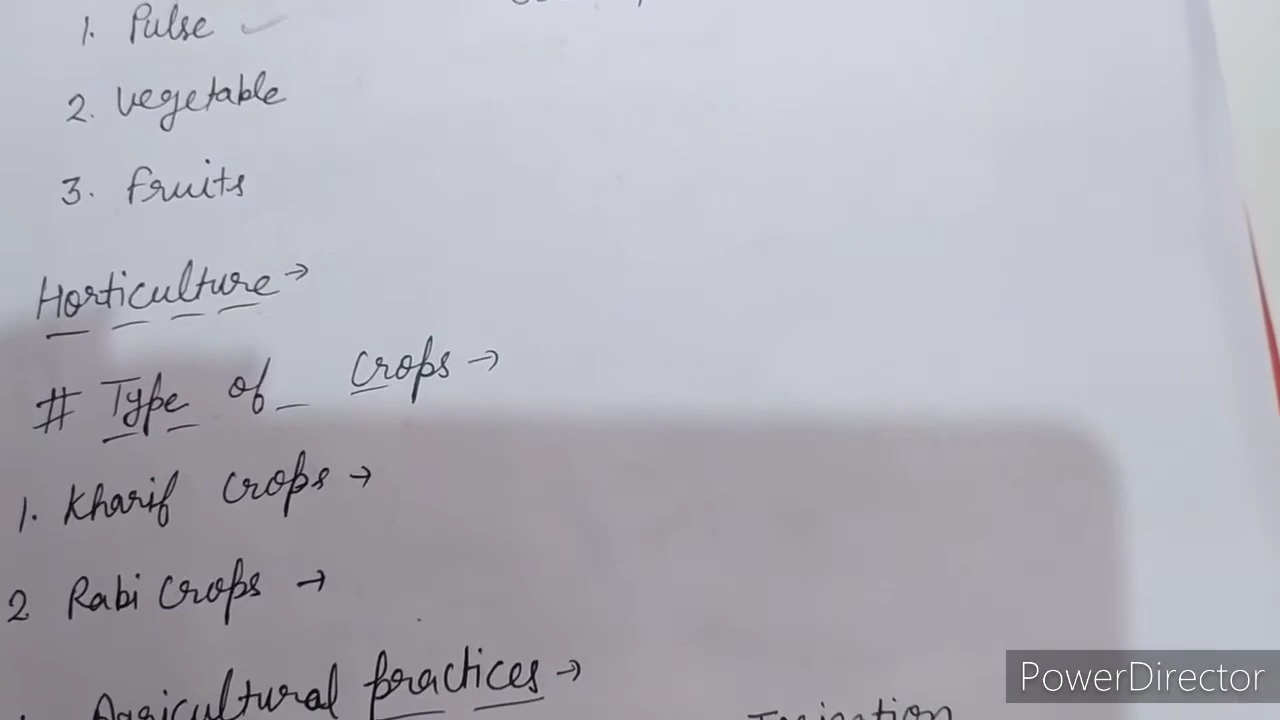 1. Pulse
2. vegetable
3. fruits
Horticulture →
# Type of crops →
1. Kharif crops →
2 Rabi crops →
Agricultural practices →
Irrigation
PowerDirector